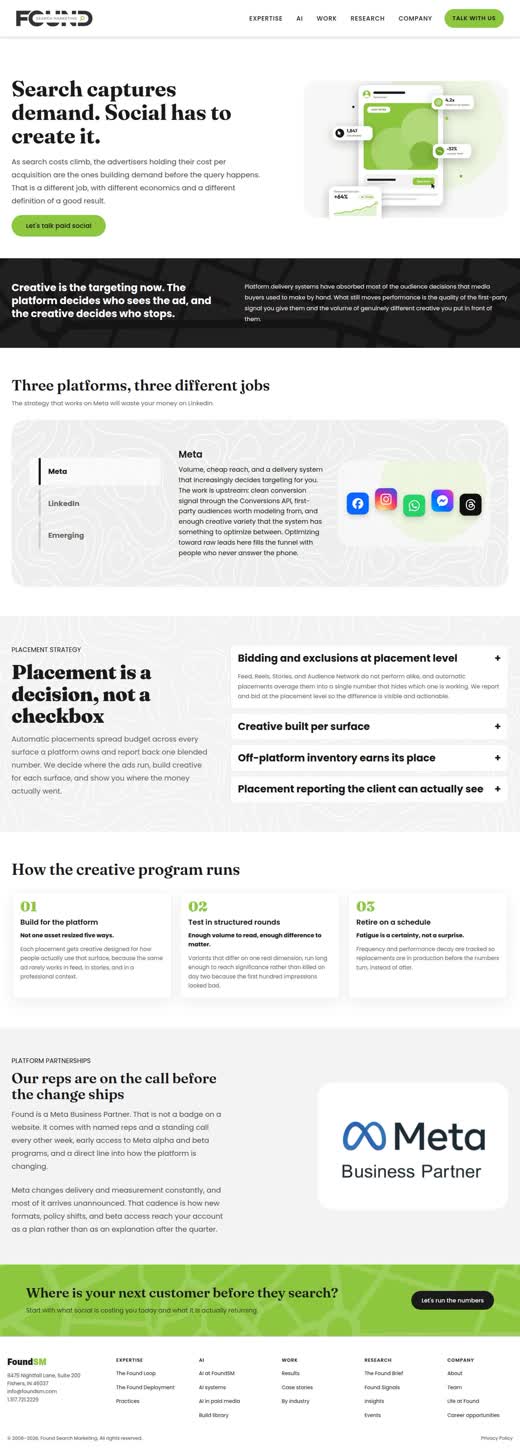 FOUND
SEARCH MARKETING
EXPERTISE
AI
WORK
RESEARCH
COMPANY
TALK WITH US
Search captures
demand. Social has to
create it.
As search costs climb, the advertisers holding their cost per
acquisition are the ones building demand before the query happens.
That is a different job, with different economics and a different
definition of a good result.
Let's talk paid social
4.2x
1,847
-32%
+64%
Creative is the targeting now. The
platform decides who sees the ad, and
the creative decides who stops.
Platform delivery systems have absorbed most of the audience decisions that media
buyers used to make by hand. What still moves performance is the quality of the first-party
signal you give them and the volume of genuinely different creative you put in front of
them.
Three platforms, three different jobs
The strategy that works on Meta will waste your money on LinkedIn.
Meta
LinkedIn
Emerging
Meta
Volume, cheap reach, and a delivery system
that increasingly decides targeting for you.
The work is upstream: clean conversion
signal through the Conversions API, first-
party audiences worth modeling from, and
enough creative variety that the system has
something to optimize between. Optimizing
toward raw leads here fills the funnel with
people who never answer the phone.
PLACEMENT STRATEGY
Placement is a
decision, not a
checkbox
Automatic placements spread budget across every
surface a platform owns and report back one blended
number. We decide where the ads run, build creative
for each surface, and show you where the money
actually went.
Bidding and exclusions at placement level +
Feed, Reels, Stories, and Audience Network do not perform alike, and automatic
placements average them into a single number that hides which one is working. We report
and bid at the placement level so the difference is visible and actionable.
Creative built per surface +
Off-platform inventory earns its place +
Placement reporting the client can actually see +
How the creative program runs
01
Build for the platform
Not one asset resized five ways.
Each placement gets creative designed for how
people actually use that surface, because the same
ad rarely works in feed, in stories, and in a
professional context.
02
Test in structured rounds
Enough volume to read, enough difference to
matter.
Variants that differ on one real dimension, run long
enough to reach significance rather than killed on
day two because the first hundred impressions
looked bad.
03
Retire on a schedule
Fatigue is a certainty, not a surprise.
Frequency and performance decay are tracked so
replacements are in production before the numbers
turn, instead of after.
PLATFORM PARTNERSHIPS
Our reps are on the call before
the change ships
Found is a Meta Business Partner. That is not a badge on a
website. It comes with named reps and a standing call
every other week, early access to Meta alpha and beta
programs, and a direct line into how the platform is
changing.
Meta changes delivery and measurement constantly, and
most of it arrives unannounced. That cadence is how new
formats, policy shifts, and beta access reach your account
as a plan rather than as an explanation after the quarter.
Meta
Business Partner
Where is your next customer before they search?
Start with what social is costing you today and what it is actually returning.
Let's run the numbers
FoundSM
8475 Nightfall Lane, Suite 200
Fishers, IN 46037
info@foundsm.com
1.317.721.2229
EXPERTISE
The Found Loop
The Found Deployment
Practices
AI
AI at FoundSM
AI systems
AI in paid media
Build library
WORK
Results
Case stories
By industry
RESEARCH
The Found Brief
Found Signals
Insights
Events
COMPANY
About
Team
Life at Found
Career opportunities
© 2008–2026. Found Search Marketing. All rights reserved.
Privacy Policy